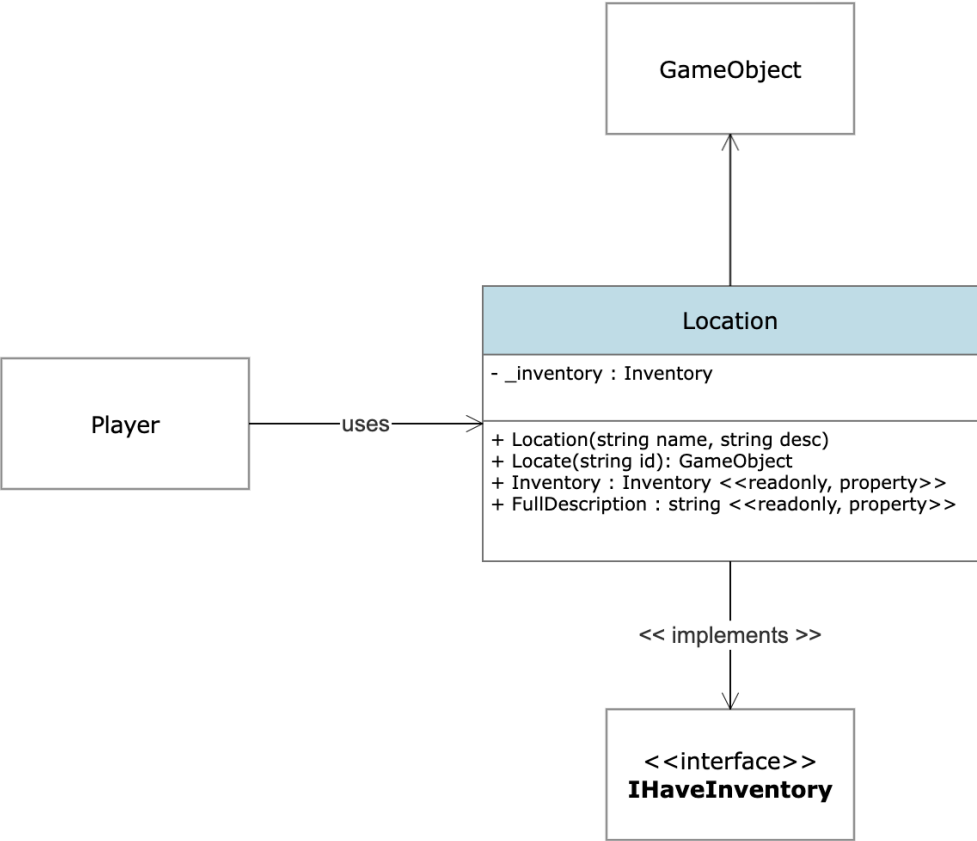 GameObject
Location
- _inventory : Inventory
Player
uses
+ Location(string name, string desc)
+ Locate(string id): GameObject
+ Inventory : Inventory <<readonly, property>>
+ FullDescription : string <<readonly, property>>
<< implements >>
<<interface>>
IHaveInventory